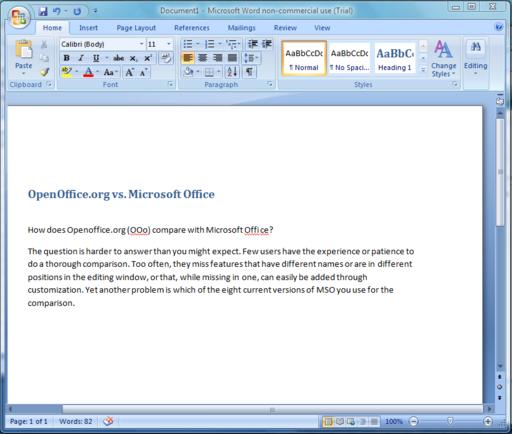 Document1 - Microsoft Word non-commercial use (Trial)
Home Insert Page Layout References Mailings Review View
Calibri (Body) 11
AaBbCcDc AaBbCcDc AaBbCc
Paste
B I U abc X₂ X²
¶ Normal ¶ No Spaci... Heading 1
Change Styles
Editing
ab A Aa A A
Clipboard Font Paragraph Styles
OpenOffice.org vs. Microsoft Office
How does Openoffice.org (OOo) compare with Microsoft Office?
The question is harder to answer than you might expect. Few users have the experience or patience to
do a thorough comparison. Too often, they miss features that have different names or are in different
positions in the editing window, or that, while missing in one, can easily be added through
customization. Yet another problem is which of the eight current versions of MSO you use for the
comparison.
Page: 1 of 1 Words: 82 100%